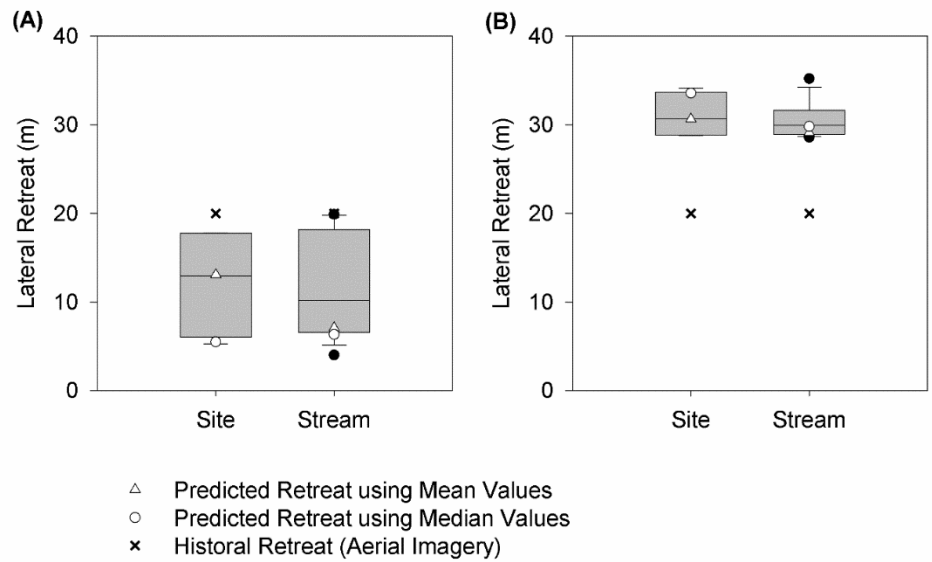 (A)
40
30
20
10
0
Lateral Retreat (m)
Site Stream
(B)
40
30
20
10
0
Lateral Retreat (m)
Site Stream
Predicted Retreat using Mean Values
Predicted Retreat using Median Values
Historal Retreat (Aerial Imagery)